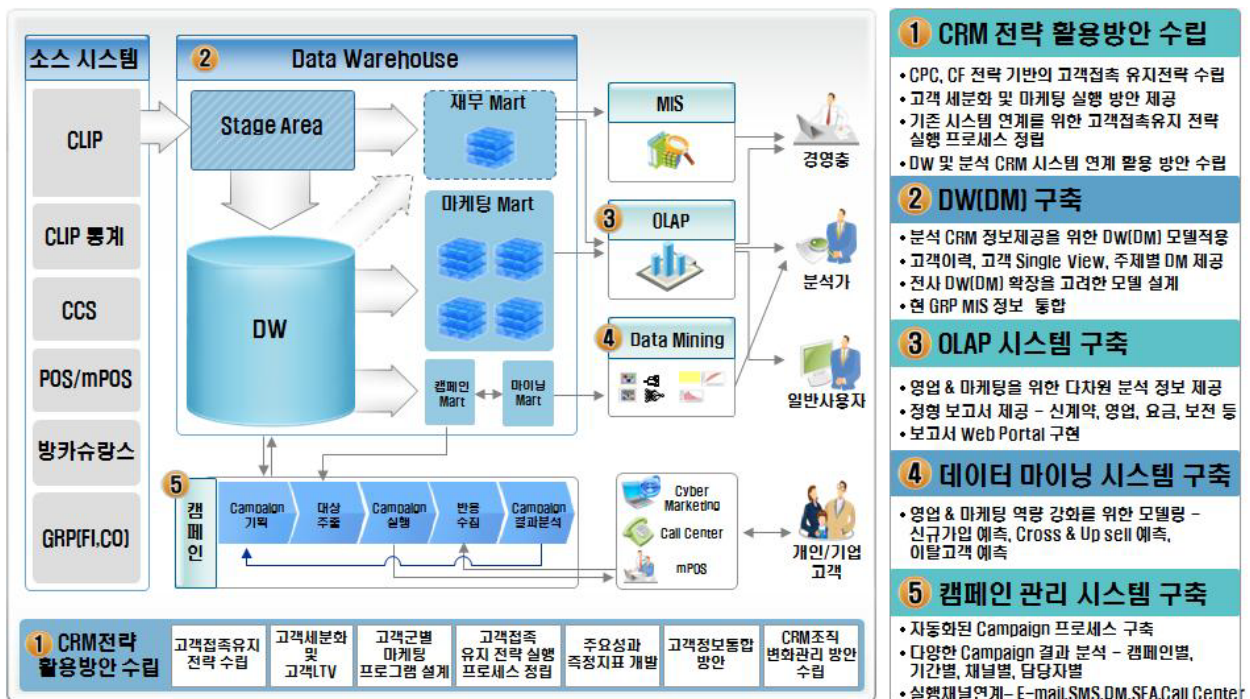 소스 시스템
CLIP
CLIP 통계
CCS
POS/mPOS
방카슈랑스
GRP(FI,CO)
2 Data Warehouse
Stage Area
DW
재무 Mart
마케팅 Mart
캠페인
Mart
마이닝
Mart
MIS
3 OLAP
4 Data Mining
경영층
분석가
일반사용자
5
캠페인
Campaign
기획
대상
추출
Campaign
실행
반응
수집
Campaign
결과분석
Cyber
Marketing
Call Center
mPOS
개인/기업
고객
1 CRM전략
활용방안 수립
고객접촉유지
전략 수립
고객세분화
및
고객LTV
고객군별
마케팅
프로그램 설계
고객접촉
유지 전략 실행
프로세스 정립
주요성과
측정지표 개발
고객정보통합
방안
CRM조직
변화관리 방안
수립
1 CRM 전략 활용방안 수립
• CPC, CF 전략 기반의 고객접촉 유지전략 수립
• 고객 세분화 및 마케팅 실행 방안 제공
• 기존 시스템 연계를 위한 고객접촉유지 전략
실행 프로세스 정립
• DW 및 분석 CRM 시스템 연계 활용 방안 수립
2 DW(DM) 구축
• 분석 CRM 정보제공을 위한 DW(DM) 모델적용
• 고객이력, 고객 Single View, 주제별 DM 제공
• 전사 DW(DM) 확장을 고려한 모델 설계
• 현 GRP MIS 정보 통합
3 OLAP 시스템 구축
• 영업 & 마케팅을 위한 다차원 분석 정보 제공
• 정형 보고서 제공 – 신계약, 영업, 요금, 보전 등
• 보고서 Web Portal 구현
4 데이터 마이닝 시스템 구축
• 영업 & 마케팅 역량 강화를 위한 모델링 –
신규가입 예측, Cross & Up sell 예측,
이탈고객 예측
5 캠페인 관리 시스템 구축
• 자동화된 Campaign 프로세스 구축
• 다양한 Campaign 결과 분석 – 캠페인별,
기간별, 채널별, 담당자별
• 실행채널연계– E-mail,SMS,DM,SFA,Call Center